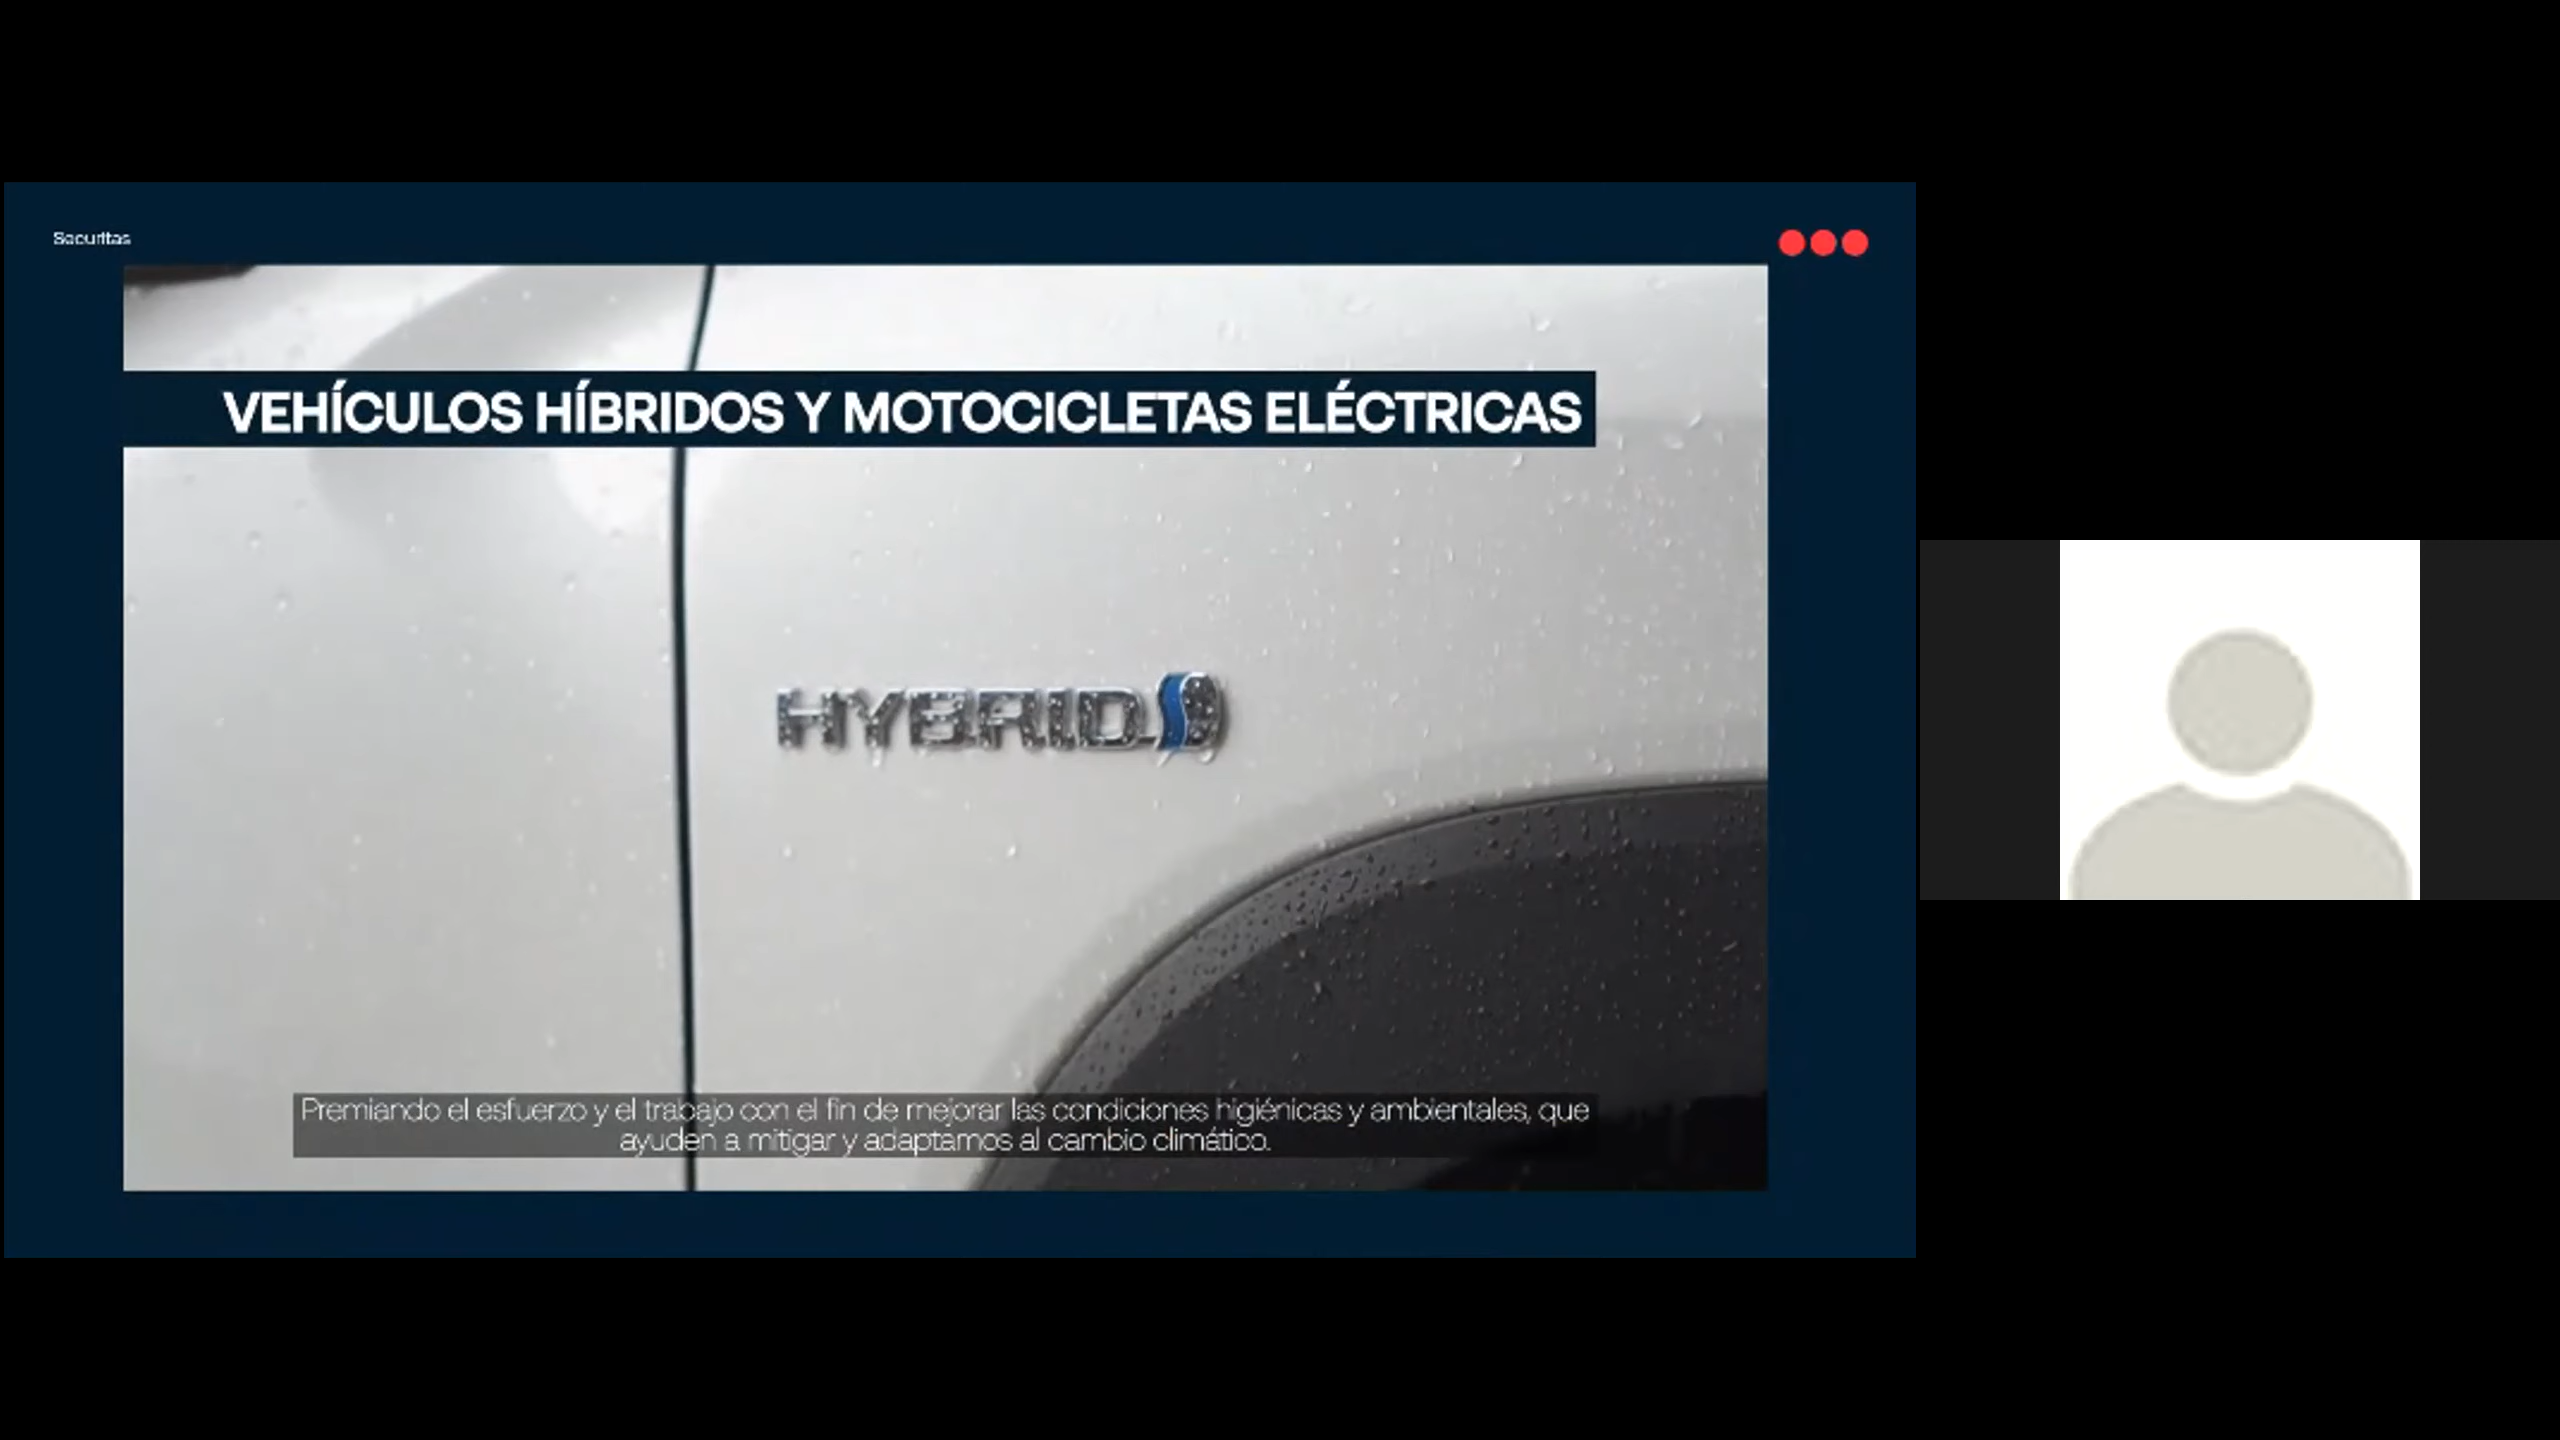 Securitas
VEHÍCULOS HÍBRIDOS Y MOTOCICLETAS ELÉCTRICAS
HYBRID
Premiando el esfuerzo y el trabajo con el fin de mejorar las condiciones higiénicas y ambientales, que
ayuden a mitigar y adaptarnos al cambio climático.